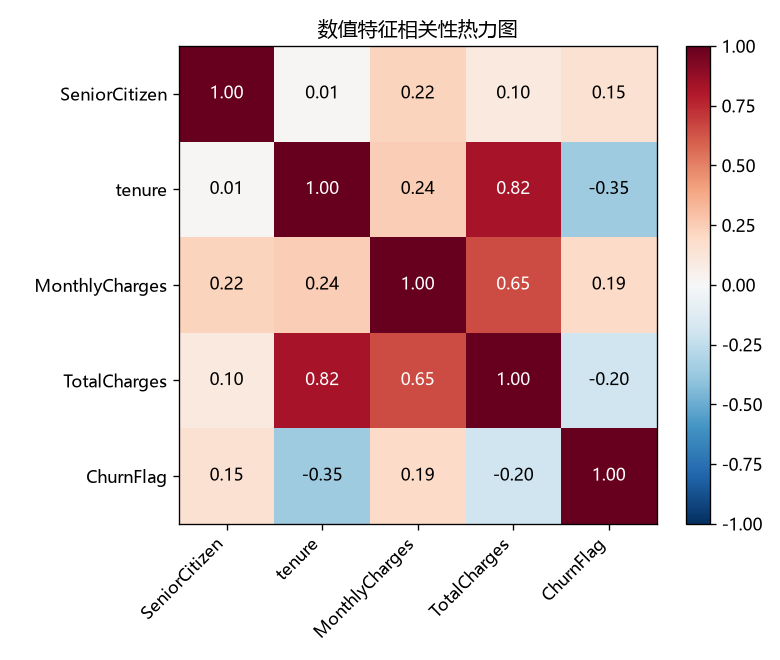 数值特征相关性热力图
SeniorCitizen 1.00 0.01 0.22 0.10 0.15
tenure 0.01 1.00 0.24 0.82 -0.35
MonthlyCharges 0.22 0.24 1.00 0.65 0.19
TotalCharges 0.10 0.82 0.65 1.00 -0.20
ChurnFlag 0.15 -0.35 0.19 -0.20 1.00
SeniorCitizen tenure MonthlyCharges TotalCharges ChurnFlag
1.00
0.75
0.50
0.25
0.00
-0.25
-0.50
-0.75
-1.00